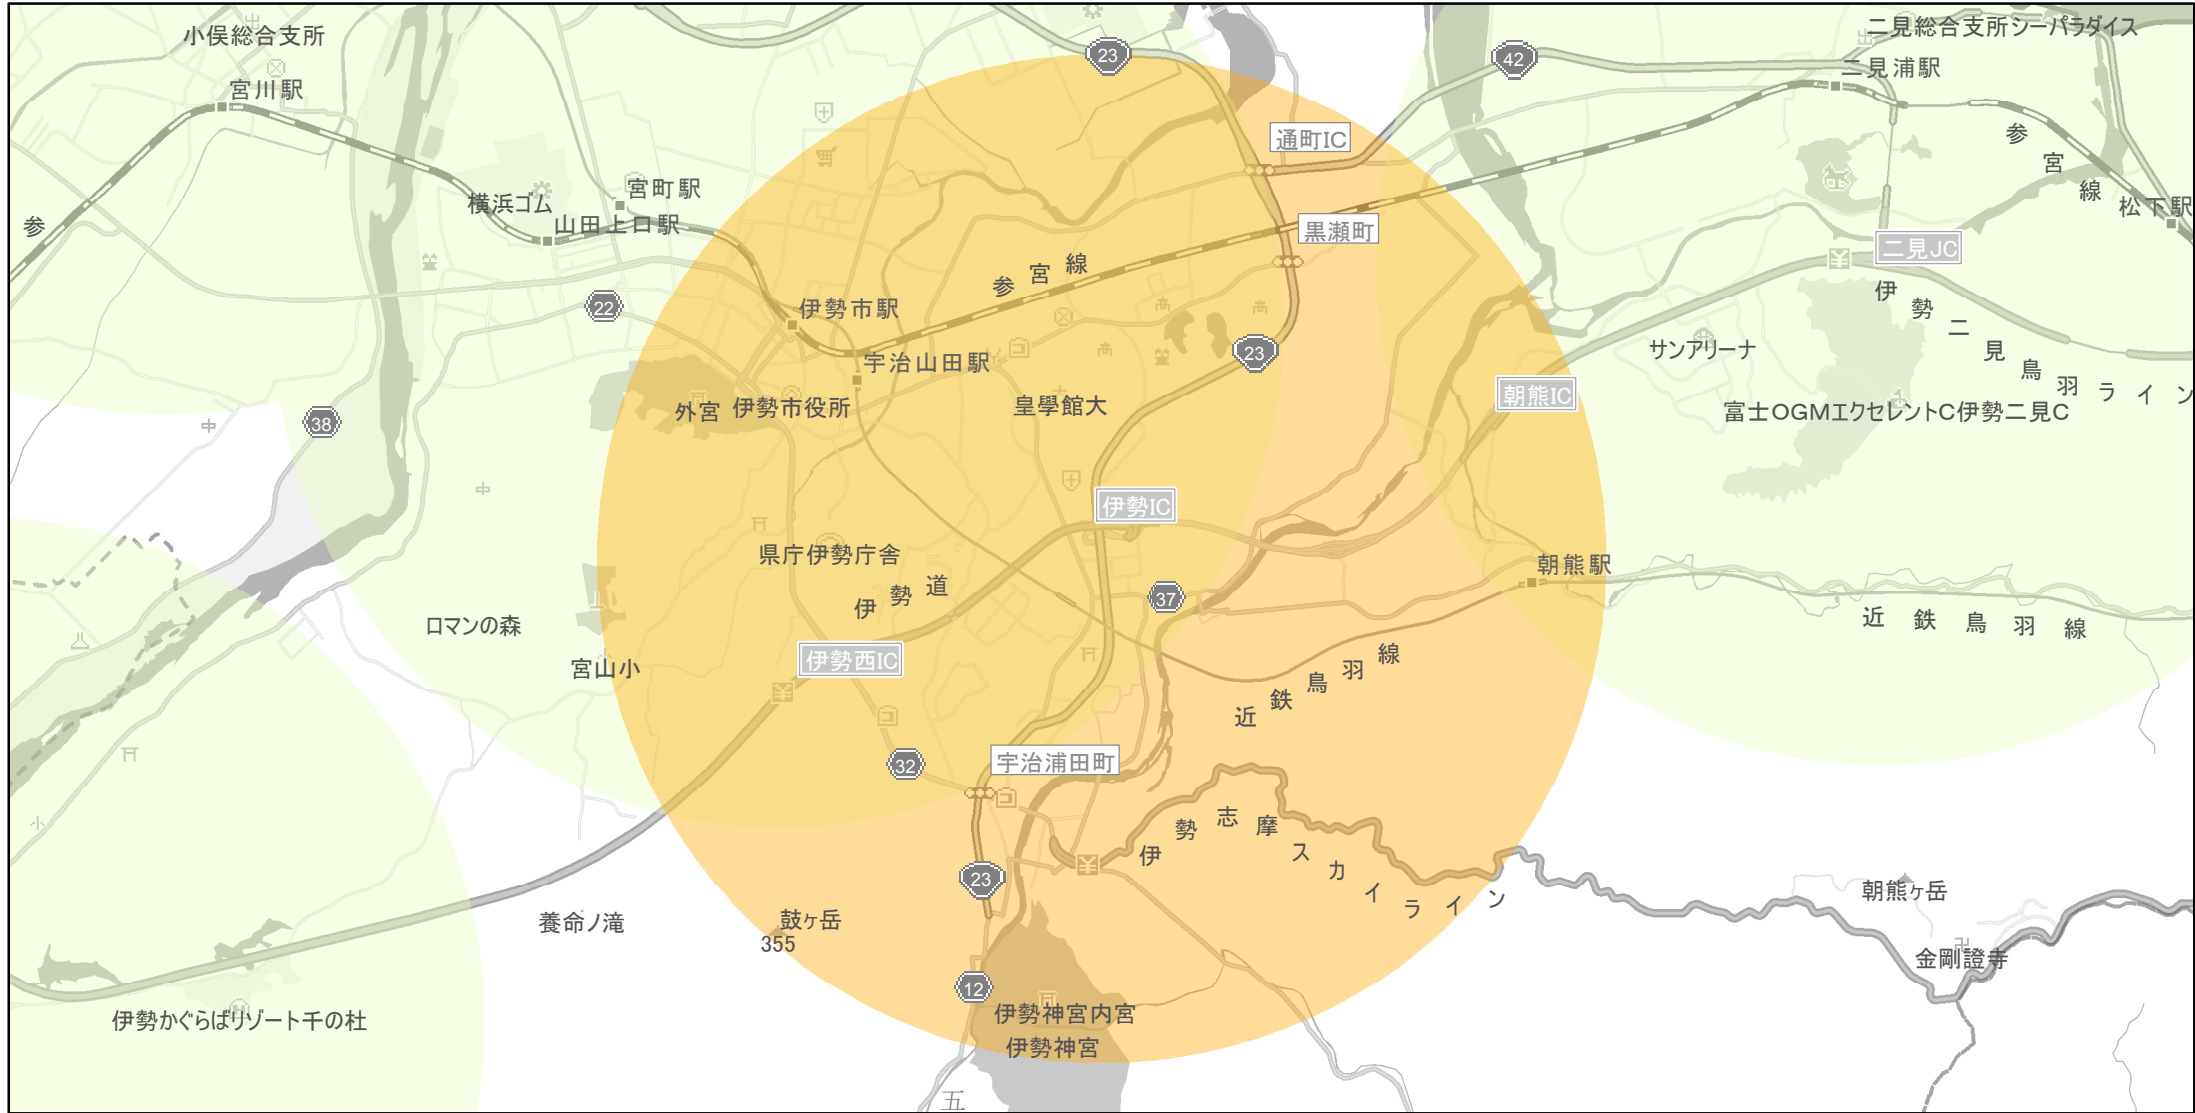 小俣総合支所
二見総合支所シーパラダイス
23
42
二見浦駅
宮川駅
通町IC
参宮線
横浜ゴム
宮町駅
山田上口駅
松下駅
参
黒瀬町
二見JC
参宮線
22
伊勢市駅
伊勢二見鳥羽ライン
宇治山田駅
23
サンアリーナ
朝熊IC
外宮
伊勢市役所
皇學館大
富士OGMエクセレントC伊勢二見C
38
伊勢IC
県庁伊勢庁舎
朝熊駅
伊勢道
37
ロマンの森
近鉄鳥羽線
宮山小
伊勢西IC
近鉄鳥羽線
32
宇治浦田町
伊勢志摩スカイライン
23
朝熊ヶ岳
養命ノ滝
鼓ヶ岳
355
金剛證寺
12
伊勢神宮内宮
伊勢かぐらばリゾート千の杜
伊勢神宮
五